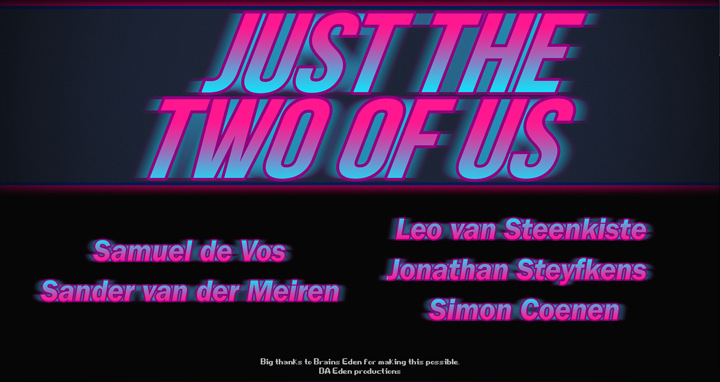 JUST THE
TWO OF US
Samuel de Vos
Sander van der Meiren
Leo van Steenkiste
Jonathan Steyfkens
Simon Coenen
Big thanks to Brains Eden for making this possible.
DA Eden productions